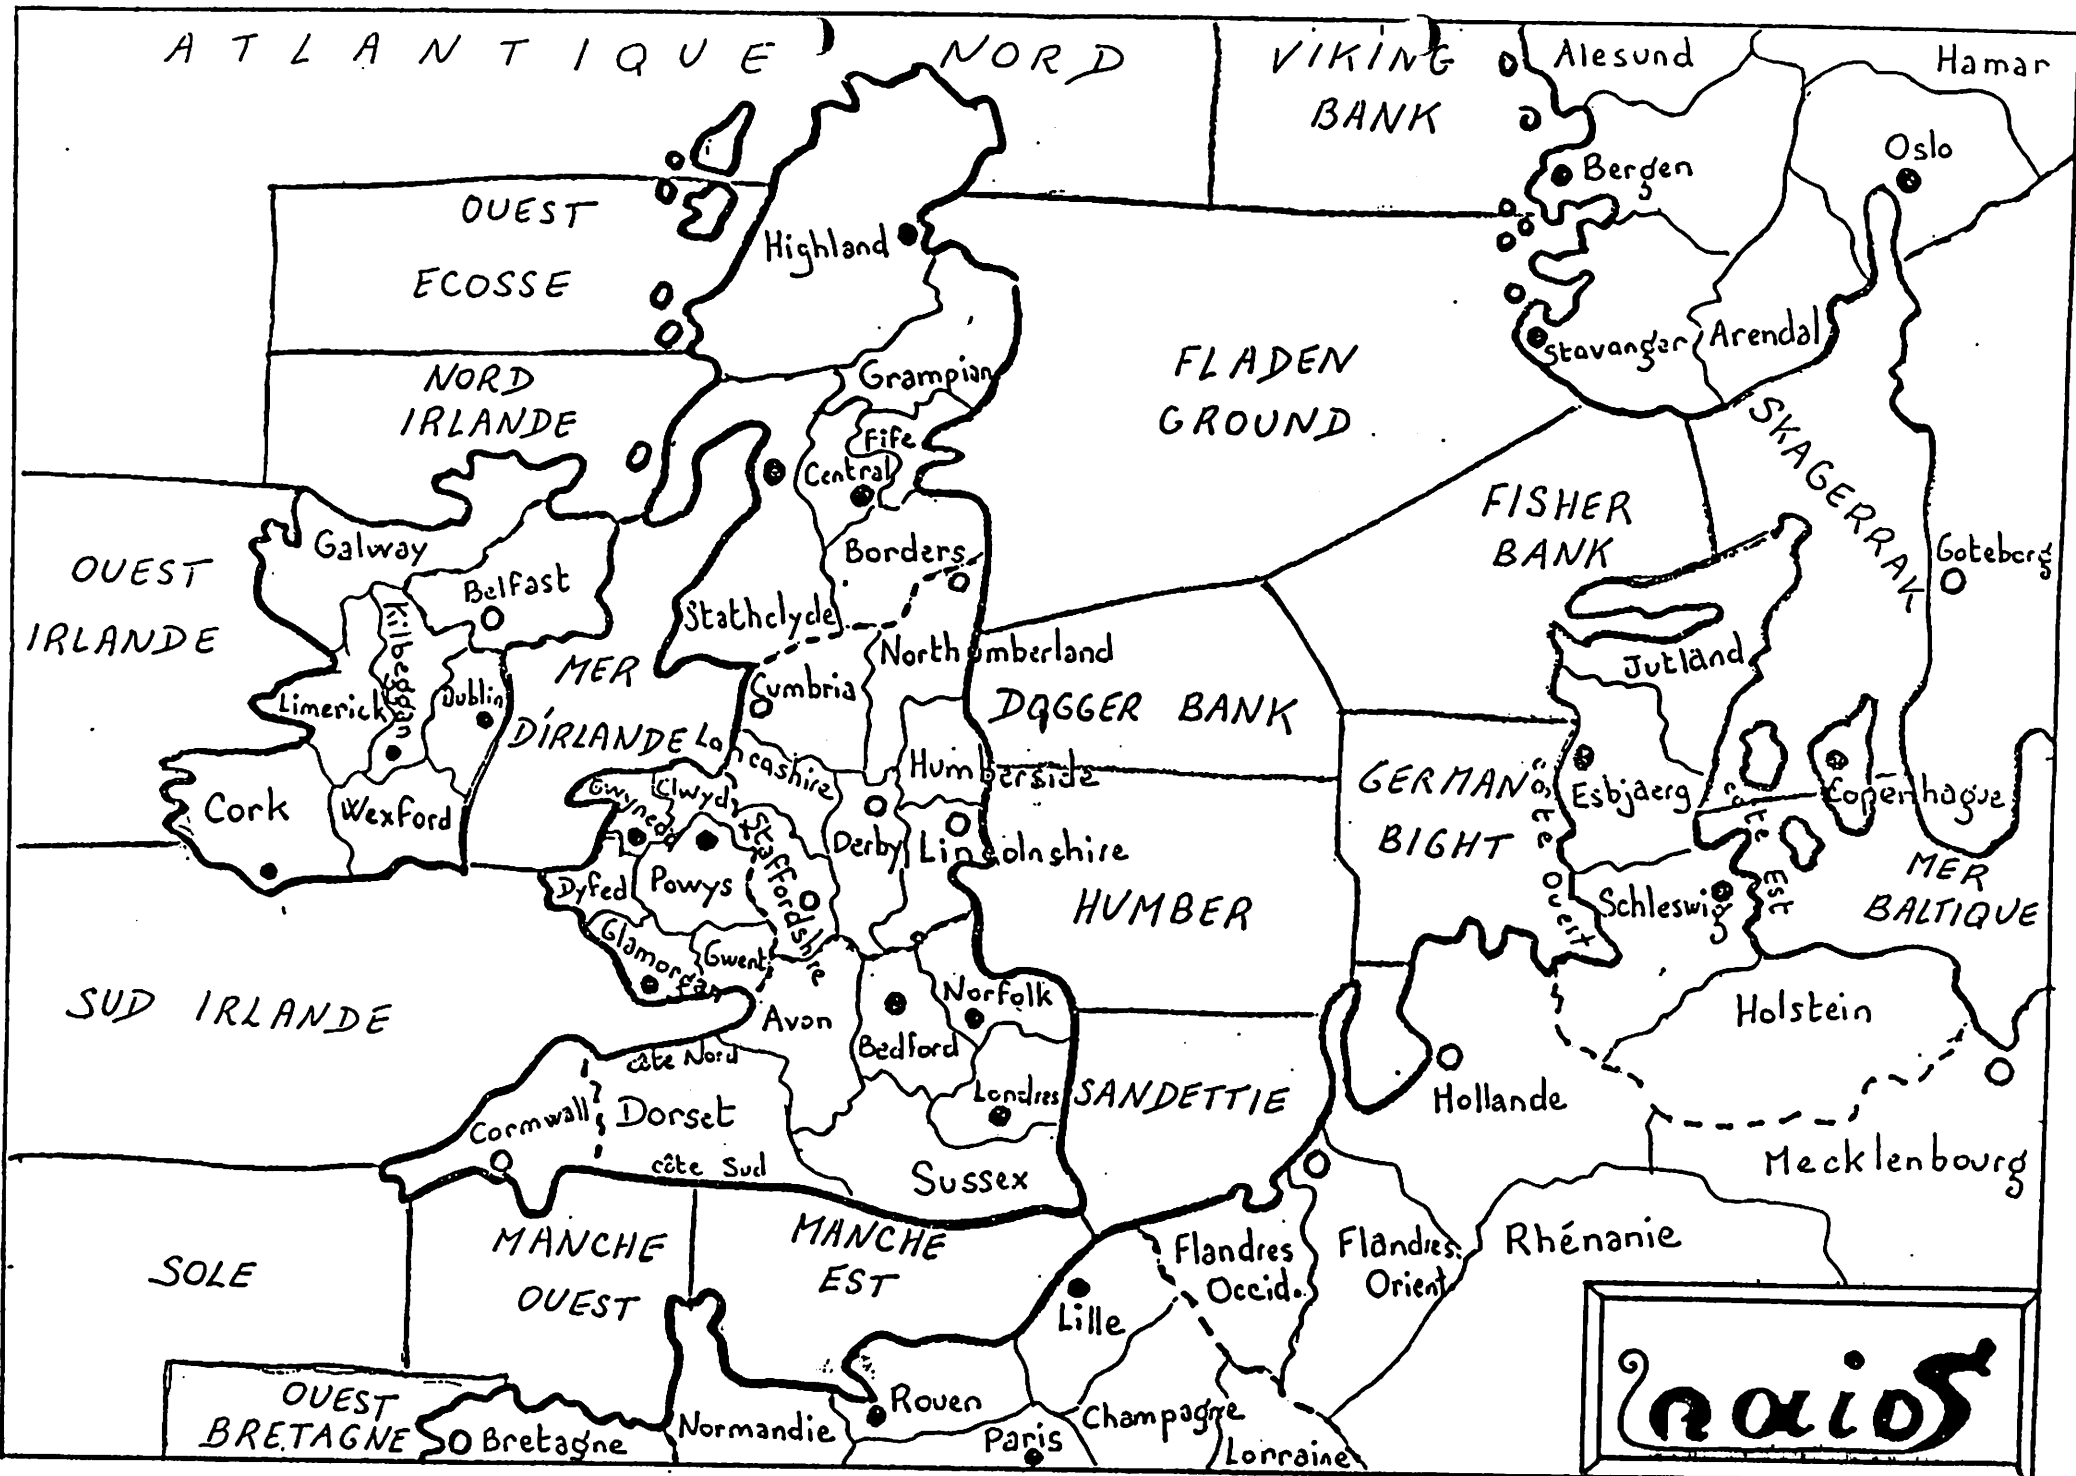 ATLANTIQUE NORD
VIKING
BANK
Alesund
Hamar
Oslo
Bergen
OUEST
ECOSSE
Highland
Stavanger
Arendal
NORD
IRLANDE
Grampian
FLADEN
GROUND
SKAGERRAK
Fife
Central
FISHER
BANK
Galway
Borders
Goteborg
OUEST
IRLANDE
Belfast
Kilbeggan
Stathclyde
Northumberland
MER
D'IRLANDE
Jutland
Limerick
Dublin
Cumbria
DOGGER BANK
Lancashire
Humberside
GERMAN
BIGHT
côte ouest
Esbjaerg
côte Est
Copenhague
Cork
Wexford
Gwynedd
Clwyd
Staffordshire
Derby
Lincolnshire
MER
BALTIQUE
Dyfed
Powys
HUMBER
Schleswig
Glamorgan
Gwent
SUD IRLANDE
Avon
Norfolk
Bedford
Holstein
côte Nord
Cornwall
Dorset
Londres
SANDETTIE
Hollande
côte Sud
Sussex
Mecklenbourg
SOLE
MANCHE
OUEST
MANCHE
EST
Flandres
Occid.
Flandres
Orient.
Rhénanie
Lille
OUEST
BRETAGNE
Bretagne
Normandie
Rouen
Paris
Champagne
Lorraine